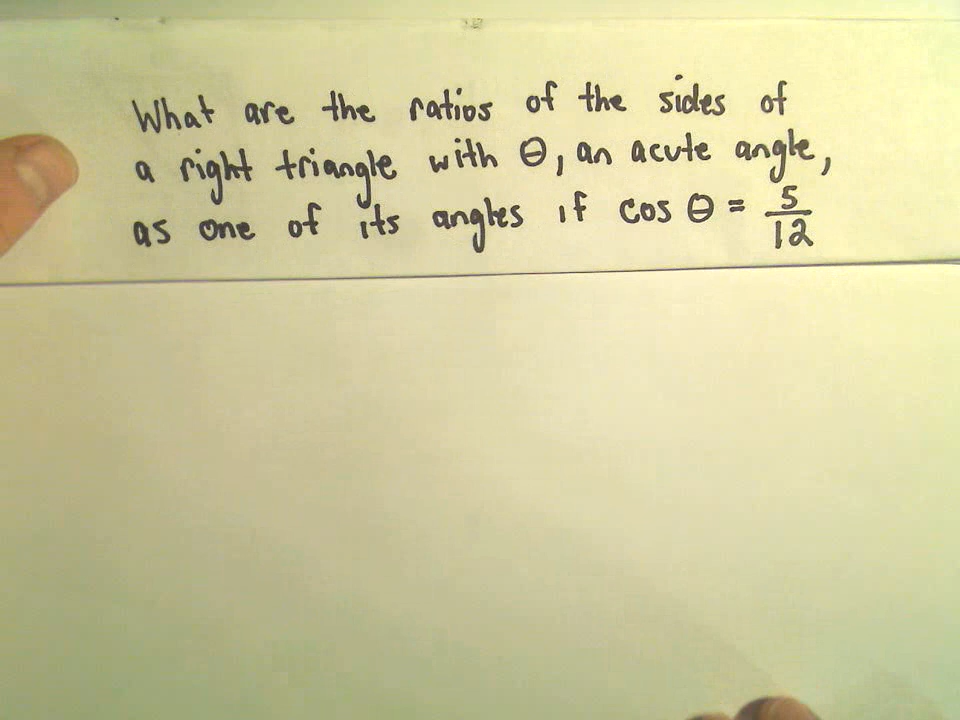 What are the ratios of the sides of
a right triangle with θ, an acute angle,
as one of its angles if cos θ = 5/12